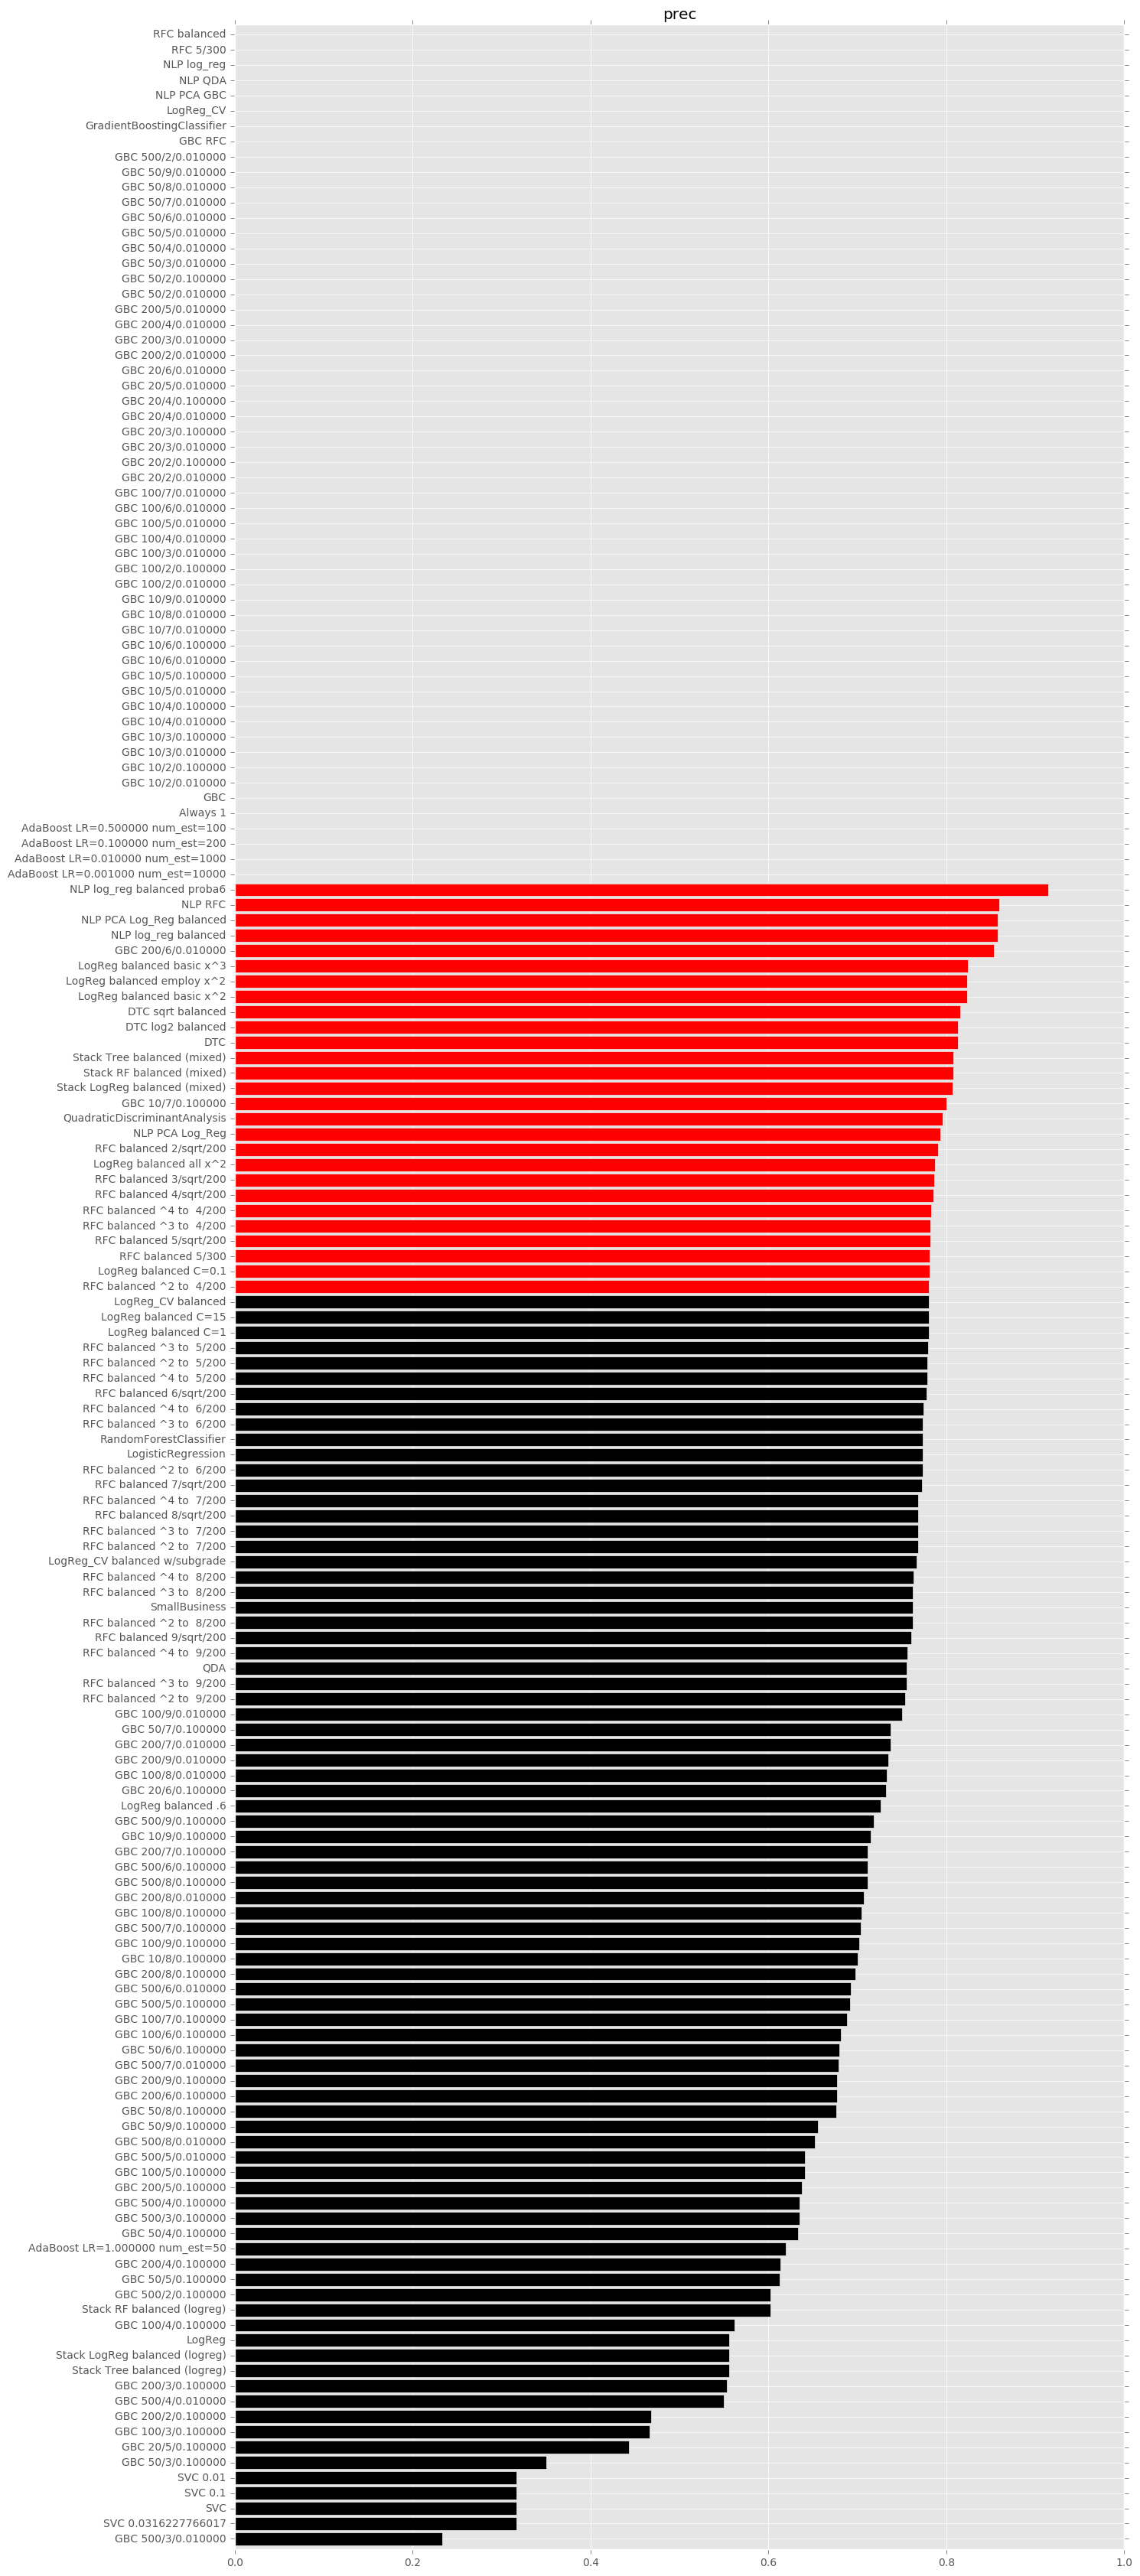 prec
RFC balanced
RFC 5/300
NLP log_reg
NLP QDA
NLP PCA GBC
LogReg_CV
GradientBoostingClassifier
GBC RFC
GBC 500/2/0.010000
GBC 50/9/0.010000
GBC 50/8/0.010000
GBC 50/7/0.010000
GBC 50/6/0.010000
GBC 50/5/0.010000
GBC 50/4/0.010000
GBC 50/3/0.010000
GBC 50/2/0.100000
GBC 50/2/0.010000
GBC 200/5/0.010000
GBC 200/4/0.010000
GBC 200/3/0.010000
GBC 200/2/0.010000
GBC 20/6/0.010000
GBC 20/5/0.010000
GBC 20/4/0.100000
GBC 20/4/0.010000
GBC 20/3/0.100000
GBC 20/3/0.010000
GBC 20/2/0.100000
GBC 20/2/0.010000
GBC 100/7/0.010000
GBC 100/6/0.010000
GBC 100/5/0.010000
GBC 100/4/0.010000
GBC 100/3/0.010000
GBC 100/2/0.100000
GBC 100/2/0.010000
GBC 10/9/0.010000
GBC 10/8/0.010000
GBC 10/7/0.010000
GBC 10/6/0.100000
GBC 10/6/0.010000
GBC 10/5/0.100000
GBC 10/5/0.010000
GBC 10/4/0.100000
GBC 10/4/0.010000
GBC 10/3/0.100000
GBC 10/3/0.010000
GBC 10/2/0.100000
GBC 10/2/0.010000
GBC
Always 1
AdaBoost LR=0.500000 num_est=100
AdaBoost LR=0.100000 num_est=200
AdaBoost LR=0.010000 num_est=1000
AdaBoost LR=0.001000 num_est=10000
NLP log_reg balanced proba6
NLP RFC
NLP PCA Log_Reg balanced
NLP log_reg balanced
GBC 200/6/0.010000
LogReg balanced basic x^3
LogReg balanced employ x^2
LogReg balanced basic x^2
DTC sqrt balanced
DTC log2 balanced
DTC
Stack Tree balanced (mixed)
Stack RF balanced (mixed)
Stack LogReg balanced (mixed)
GBC 10/7/0.100000
QuadraticDiscriminantAnalysis
NLP PCA Log_Reg
RFC balanced 2/sqrt/200
LogReg balanced all x^2
RFC balanced 3/sqrt/200
RFC balanced 4/sqrt/200
RFC balanced ^4 to  4/200
RFC balanced ^3 to  4/200
RFC balanced 5/sqrt/200
RFC balanced 5/300
LogReg balanced C=0.1
RFC balanced ^2 to  4/200
LogReg_CV balanced
LogReg balanced C=15
LogReg balanced C=1
RFC balanced ^3 to  5/200
RFC balanced ^2 to  5/200
RFC balanced ^4 to  5/200
RFC balanced 6/sqrt/200
RFC balanced ^4 to  6/200
RFC balanced ^3 to  6/200
RandomForestClassifier
LogisticRegression
RFC balanced ^2 to  6/200
RFC balanced 7/sqrt/200
RFC balanced ^4 to  7/200
RFC balanced 8/sqrt/200
RFC balanced ^3 to  7/200
RFC balanced ^2 to  7/200
LogReg_CV balanced w/subgrade
RFC balanced ^4 to  8/200
RFC balanced ^3 to  8/200
SmallBusiness
RFC balanced ^2 to  8/200
RFC balanced 9/sqrt/200
RFC balanced ^4 to  9/200
QDA
RFC balanced ^3 to  9/200
RFC balanced ^2 to  9/200
GBC 100/9/0.010000
GBC 50/7/0.100000
GBC 200/7/0.010000
GBC 200/9/0.010000
GBC 100/8/0.010000
GBC 20/6/0.100000
LogReg balanced .6
GBC 500/9/0.100000
GBC 10/9/0.100000
GBC 200/7/0.100000
GBC 500/6/0.100000
GBC 500/8/0.100000
GBC 200/8/0.010000
GBC 100/8/0.100000
GBC 500/7/0.100000
GBC 100/9/0.100000
GBC 10/8/0.100000
GBC 200/8/0.100000
GBC 500/6/0.010000
GBC 500/5/0.100000
GBC 100/7/0.100000
GBC 100/6/0.100000
GBC 50/6/0.100000
GBC 500/7/0.010000
GBC 200/9/0.100000
GBC 200/6/0.100000
GBC 50/8/0.100000
GBC 50/9/0.100000
GBC 500/8/0.010000
GBC 500/5/0.010000
GBC 100/5/0.100000
GBC 200/5/0.100000
GBC 500/4/0.100000
GBC 500/3/0.100000
GBC 50/4/0.100000
AdaBoost LR=1.000000 num_est=50
GBC 200/4/0.100000
GBC 50/5/0.100000
GBC 500/2/0.100000
Stack RF balanced (logreg)
GBC 100/4/0.100000
LogReg
Stack LogReg balanced (logreg)
Stack Tree balanced (logreg)
GBC 200/3/0.100000
GBC 500/4/0.010000
GBC 200/2/0.100000
GBC 100/3/0.100000
GBC 20/5/0.100000
GBC 50/3/0.100000
SVC 0.01
SVC 0.1
SVC
SVC 0.0316227766017
GBC 500/3/0.010000
0.0 0.2 0.4 0.6 0.8 1.0